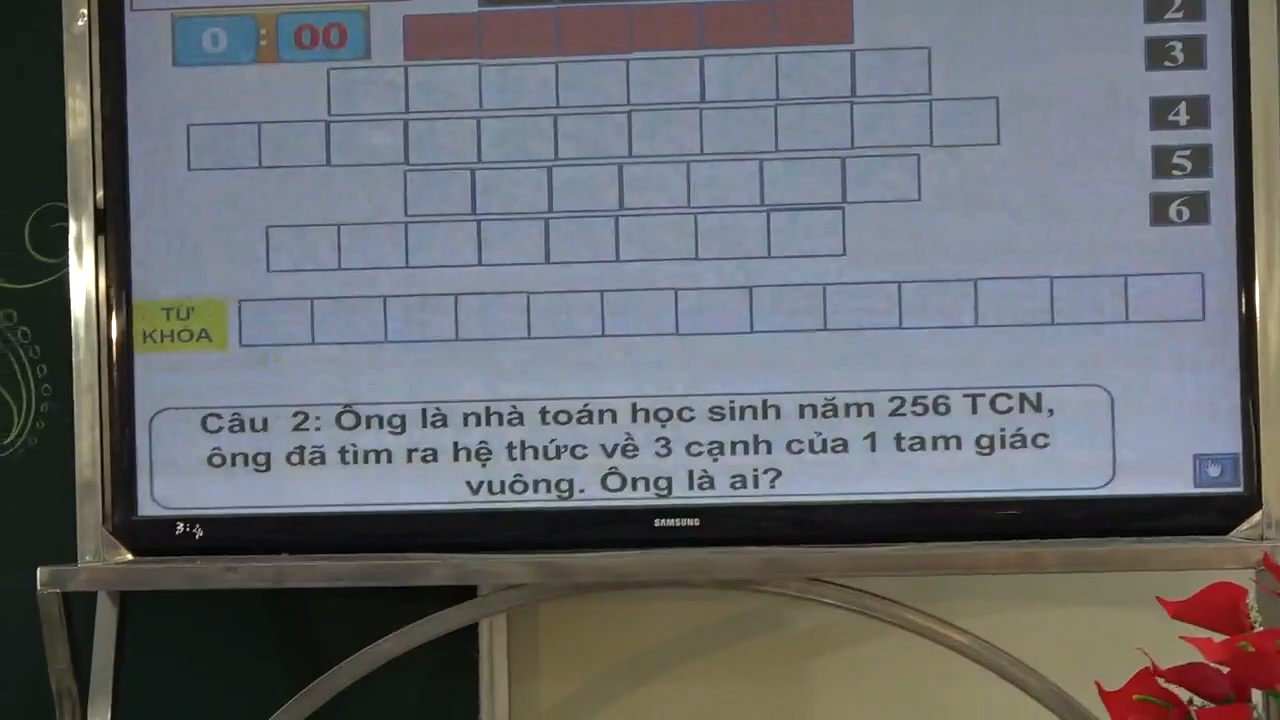 0 : 00
2
3
4
5
6
TỪ
KHÓA
Câu 2: Ông là nhà toán học sinh năm 256 TCN,
ông đã tìm ra hệ thức về 3 cạnh của 1 tam giác
vuông. Ông là ai?
SAMSUNG